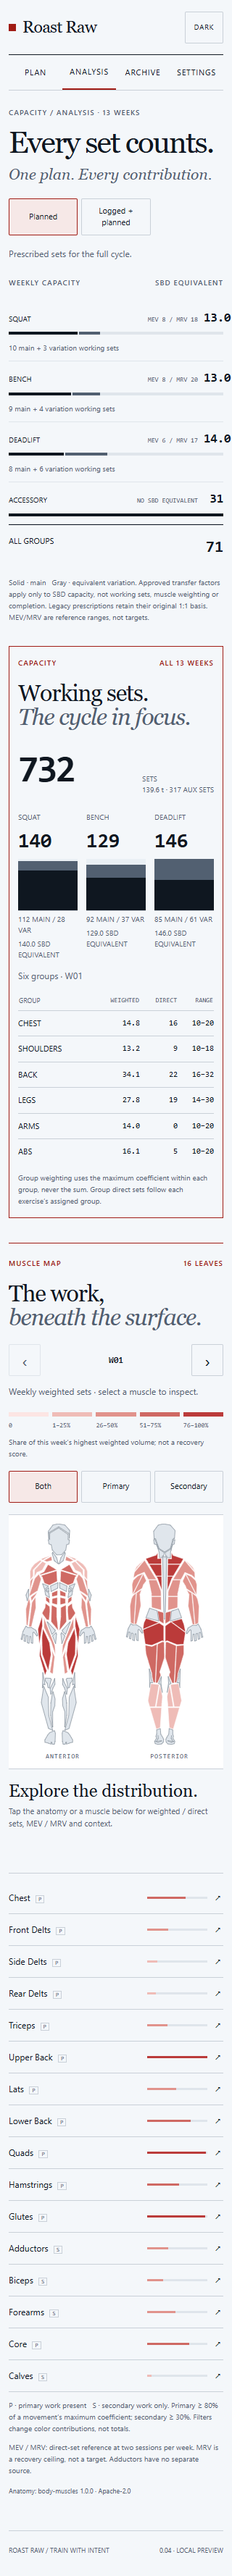 Roast Raw
DARK
PLAN ANALYSIS ARCHIVE SETTINGS
CAPACITY / ANALYSIS · 13 WEEKS
Every set counts.
One plan. Every contribution.
Planned
Logged +
planned
Prescribed sets for the full cycle.
WEEKLY CAPACITY SBD EQUIVALENT
SQUAT MEV 8 / MRV 18 13.0
10 main + 3 variation working sets
BENCH MEV 8 / MRV 20 13.0
9 main + 4 variation working sets
DEADLIFT MEV 6 / MRV 17 14.0
8 main + 6 variation working sets
ACCESSORY NO SBD EQUIVALENT 31
ALL GROUPS 71
Solid · main Gray · equivalent variation. Approved transfer factors
apply only to SBD capacity, not working sets, muscle weighting or
completion. Legacy prescriptions retain their original 1:1 basis.
MEV/MRV are reference ranges, not targets.
CAPACITY ALL 13 WEEKS
Working sets.
The cycle in focus.
732 SETS
139.6 t · 317 AUX SETS
SQUAT BENCH DEADLIFT
140 129 146
112 MAIN / 28
VAR
140.0 SBD
EQUIVALENT
92 MAIN / 37 VAR
129.0 SBD
EQUIVALENT
85 MAIN / 61 VAR
146.0 SBD
EQUIVALENT
Six groups · W01
GROUP WEIGHTED DIRECT RANGE
CHEST 14.8 16 10–20
SHOULDERS 13.2 9 10–18
BACK 34.1 22 16–32
LEGS 27.8 19 14–30
ARMS 14.0 0 10–20
ABS 16.1 5 10–20
Group weighting uses the maximum coefficient within each
group, never the sum. Group direct sets follow each
exercise's assigned group.
MUSCLE MAP 16 LEAVES
The work,
beneath the surface.
‹ W01 ›
Weekly weighted sets · select a muscle to inspect.
0 1–25% 26–50% 51–75% 76–100%
Share of this week's highest weighted volume; not a recovery
score.
Both Primary Secondary
ANTERIOR POSTERIOR
Explore the distribution.
Tap the anatomy or a muscle below for weighted / direct
sets, MEV / MRV and context.
Chest P ↗
Front Delts P ↗
Side Delts P ↗
Rear Delts P ↗
Triceps P ↗
Upper Back P ↗
Lats P ↗
Lower Back P ↗
Quads P ↗
Hamstrings P ↗
Glutes P ↗
Adductors S ↗
Biceps S ↗
Forearms S ↗
Core P ↗
Calves S ↗
P · primary work present S · secondary work only. Primary ≥ 80%
of a movement's maximum coefficient; secondary ≥ 30%. Filters
change color contributions, not totals.
MEV / MRV: direct-set reference at two sessions per week. MRV is
a recovery ceiling, not a target. Adductors have no separate
source.
Anatomy: body-muscles 1.0.0 · Apache-2.0
ROAST RAW / TRAIN WITH INTENT 0.04 · LOCAL PREVIEW